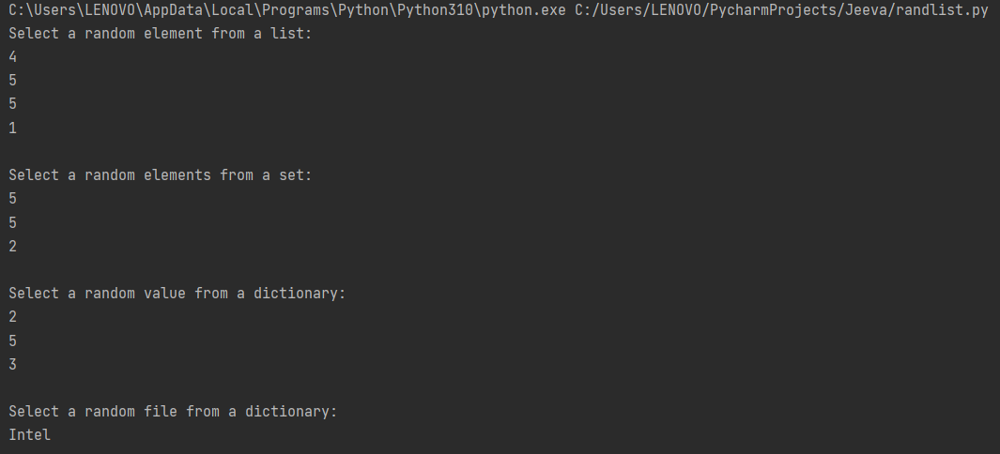 C:\Users\LENOVO\AppData\Local\Programs\Python\Python310\python.exe C:/Users/LENOVO/PycharmProjects/Jeeva/randlist.py
Select a random element from a list:
4
5
5
1
Select a random elements from a set:
5
5
2
Select a random value from a dictionary:
2
5
3
Select a random file from a dictionary:
Intel